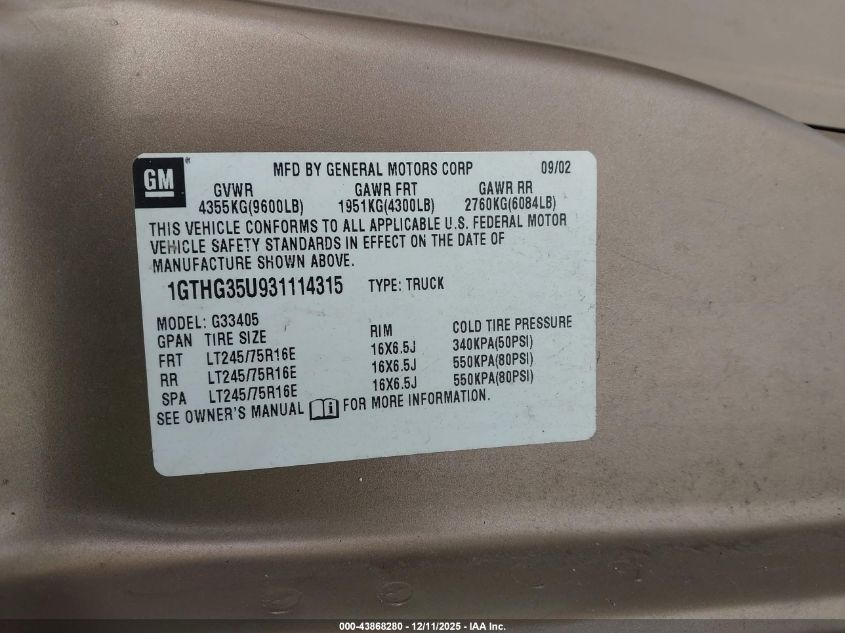 GM
MFD BY GENERAL MOTORS CORP 09/02
GVWR GAWR FRT GAWR RR
4355KG(9600LB) 1951KG(4300LB) 2760KG(6084LB)
THIS VEHICLE CONFORMS TO ALL APPLICABLE U.S. FEDERAL MOTOR
VEHICLE SAFETY STANDARDS IN EFFECT ON THE DATE OF
MANUFACTURE SHOWN ABOVE.
1GTHG35U931114315 TYPE: TRUCK
MODEL: G33405
GPAN TIRE SIZE RIM COLD TIRE PRESSURE
FRT LT245/75R16E 16X6.5J 340KPA(50PSI)
RR LT245/75R16E 16X6.5J 550KPA(80PSI)
SPA LT245/75R16E 16X6.5J 550KPA(80PSI)
SEE OWNER'S MANUAL FOR MORE INFORMATION.
000-43868280 - 12/11/2025 - IAA Inc.